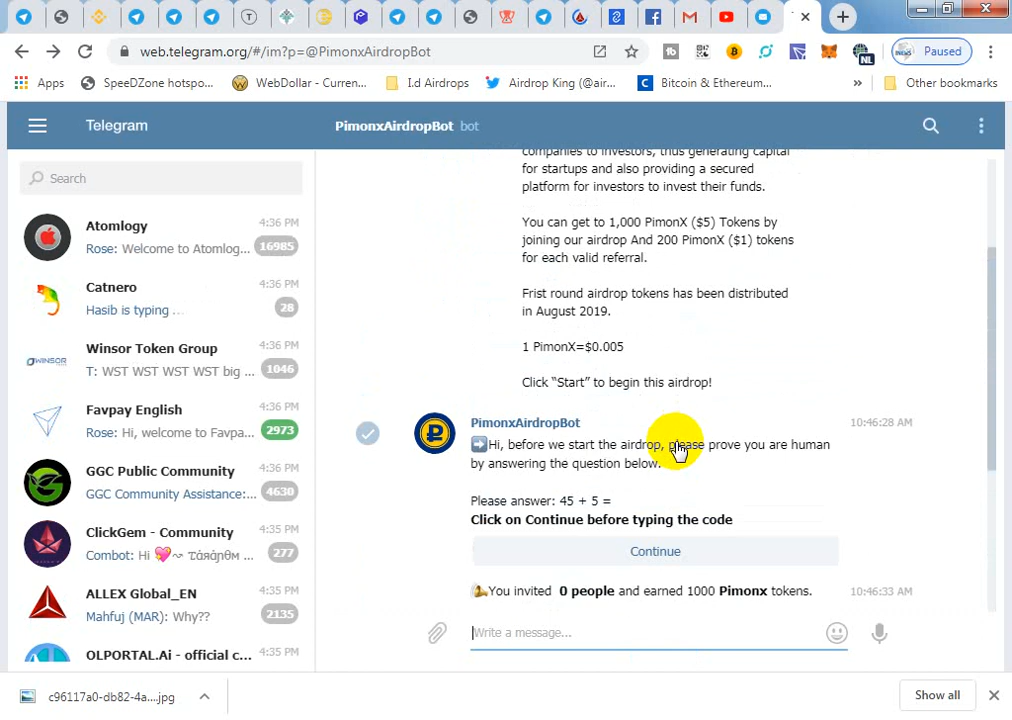 web.telegram.org/#/im?p=@PimonxAirdropBot
Paused
NL
Apps
SpeeDZone hotspo...
WebDollar - Curren...
I.d Airdrops
Airdrop King (@air...
Bitcoin & Ethereum...
»
Other bookmarks
Telegram
PimonxAirdropBot bot
Search
Atomlogy 4:36 PM
Rose: Welcome to Atomlog... 16985
Catnero 4:36 PM
Hasib is typing ... 28
Winsor Token Group 4:36 PM
WINSOR
T: WST WST WST WST big ... 1046
Favpay English 4:36 PM
Rose: Hi, welcome to Favpa... 2973
GGC Public Community 4:36 PM
GGC Community Assistance:... 4630
ClickGem - Community 4:35 PM
Combot: Hi 💖~ ... 277
ALLEX Global_EN 4:35 PM
Mahfuj (MAR): Why?? 2135
OLPORTAL.Ai - official c... 4:35 PM
companies to investors, thus generating capital
for startups and also providing a secured
platform for investors to invest their funds.
You can get to 1,000 PimonX ($5) Tokens by
joining our airdrop And 200 PimonX ($1) tokens
for each valid referral.
Frist round airdrop tokens has been distributed
in August 2019.
1 PimonX=$0.005
Click “Start” to begin this airdrop!
PimonxAirdropBot 10:46:28 AM
➡Hi, before we start the airdrop, please prove you are human
by answering the question below.
Please answer: 45 + 5 =
Click on Continue before typing the code
Continue
You invited 0 people and earned 1000 Pimonx tokens. 10:46:33 AM
Write a message...
c96117a0-db82-4a....jpg
Show all